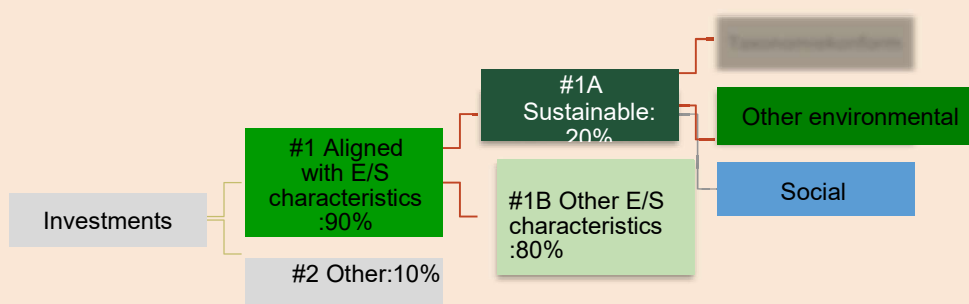 #1A
Sustainable:
20%
Other environmental
#1 Aligned
with E/S
characteristics
:90%
Social
#1B Other E/S
characteristics
:80%
Investments
#2 Other:10%